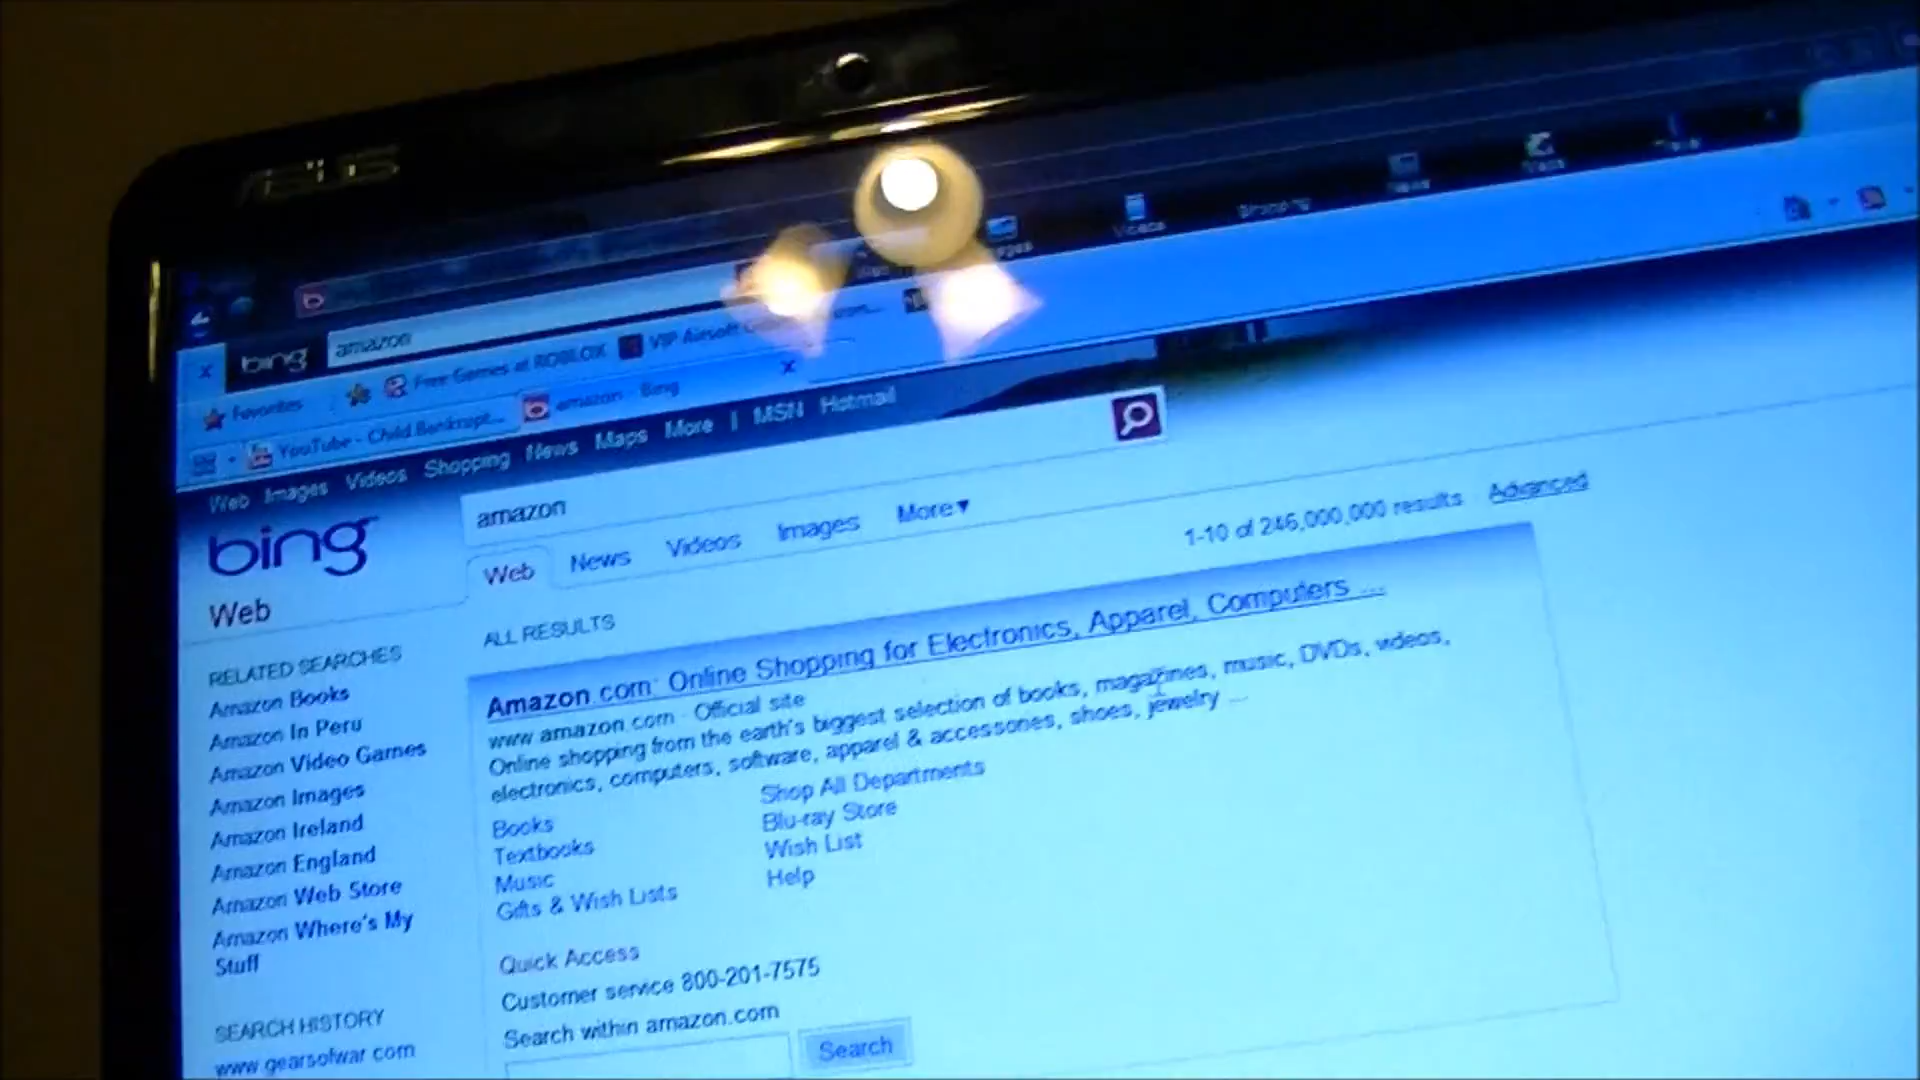 ASUS
Videos
bing amazon
Favorites Free Games at ROBLOX VIP Airsoft
YouTube - Child Bankrupt... amazon - Bing
Web Images Videos Shopping News Maps More | MSN Hotmail
bing
amazon
Web News Videos Images More
Web
1-10 of 246,000,000 results Advanced
ALL RESULTS
RELATED SEARCHES
Amazon Books
Amazon In Peru
Amazon Video Games
Amazon Images
Amazon Ireland
Amazon England
Amazon Web Store
Amazon Where's My
Stuff
SEARCH HISTORY
www.gearsofwar.com
Amazon.com: Online Shopping for Electronics, Apparel, Computers ...
www.amazon.com · Official site
Online shopping from the earth's biggest selection of books, magazines, music, DVDs, videos,
electronics, computers, software, apparel & accessories, shoes, jewelry ...
Books
Textbooks
Music
Gifts & Wish Lists
Shop All Departments
Blu-ray Store
Wish List
Help
Quick Access
Customer service 800-201-7575
Search within amazon.com
Search